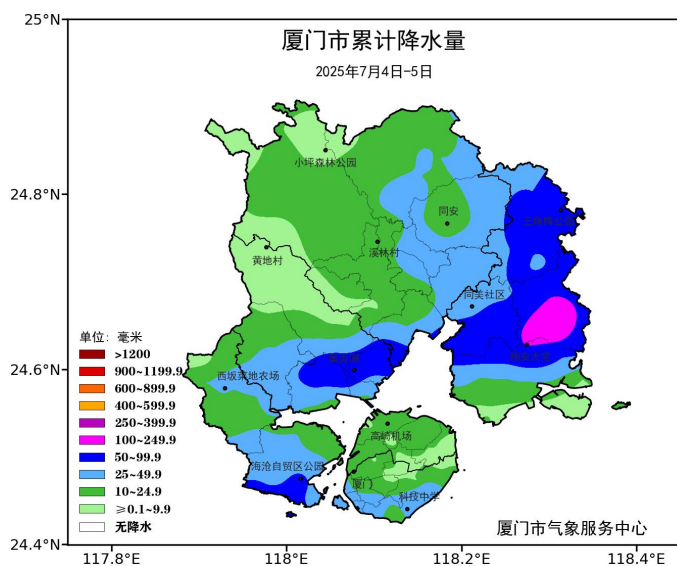 25°N
厦门市累计降水量
2025年7月4日-5日
小坪森林公园
24.8°
同安
黄地村
溪林村
同美社区
单位：毫米
>1200
900~1199.9
600~899.9
400~599.9
250~399.9
100~249.9
50~99.9
25~49.9
10~24.9
≥0.1~9.9
无降水
24.6°
西坂菜地农场
高崎机场
海沧自贸区公园
厦门
科技中学
厦门市气象服务中心
24.4°N
117.8°E
118°E
118.2°E
118.4°E